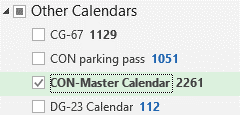 Other Calendars
CG-67 1129
CON parking pass 1051
CON-Master Calendar 2261
DG-23 Calendar 112